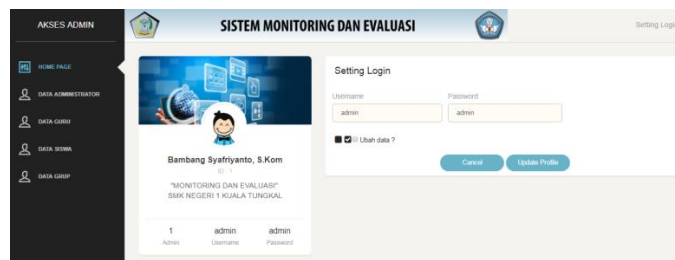 AKSES ADMIN
SISTEM MONITORING DAN EVALUASI
Setting Login
HOME PAGE
DATA ADMINISTRATOR
DATA GURU
DATA SISWA
DATA GRUP
Bambang Syafriyanto, S.Kom
ID : 1
"MONITORING DAN EVALUASI"
SMK NEGERI 1 KUALA TUNGKAL
1 admin admin
Admin Username Password
Setting Login
Username Password
admin admin
Ubah data ?
Cancel Update Profile